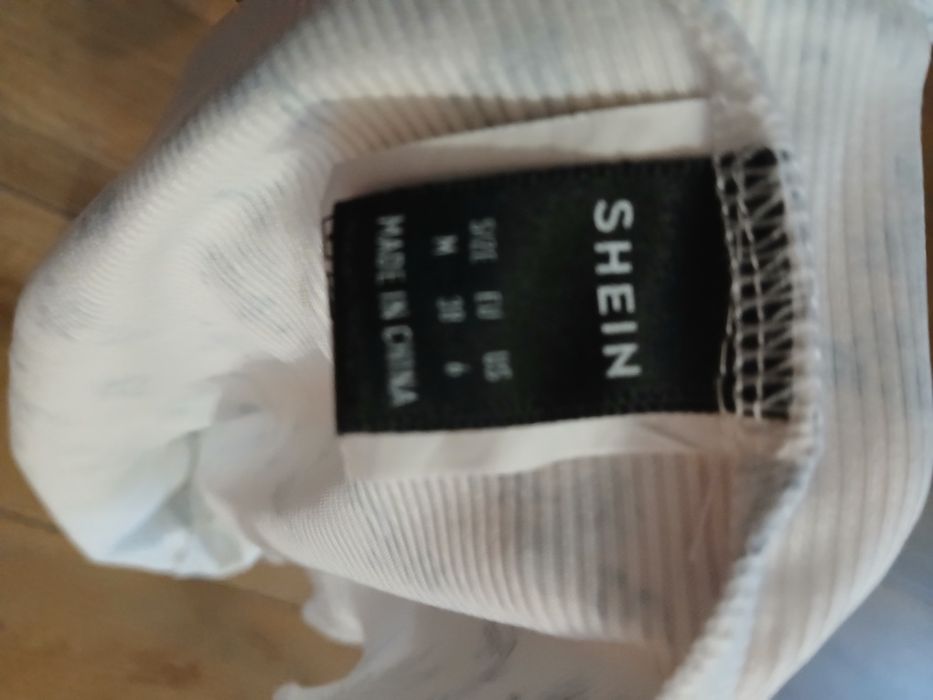 SHEIN
SIZE EU US
M 38 6
MADE IN CHINA